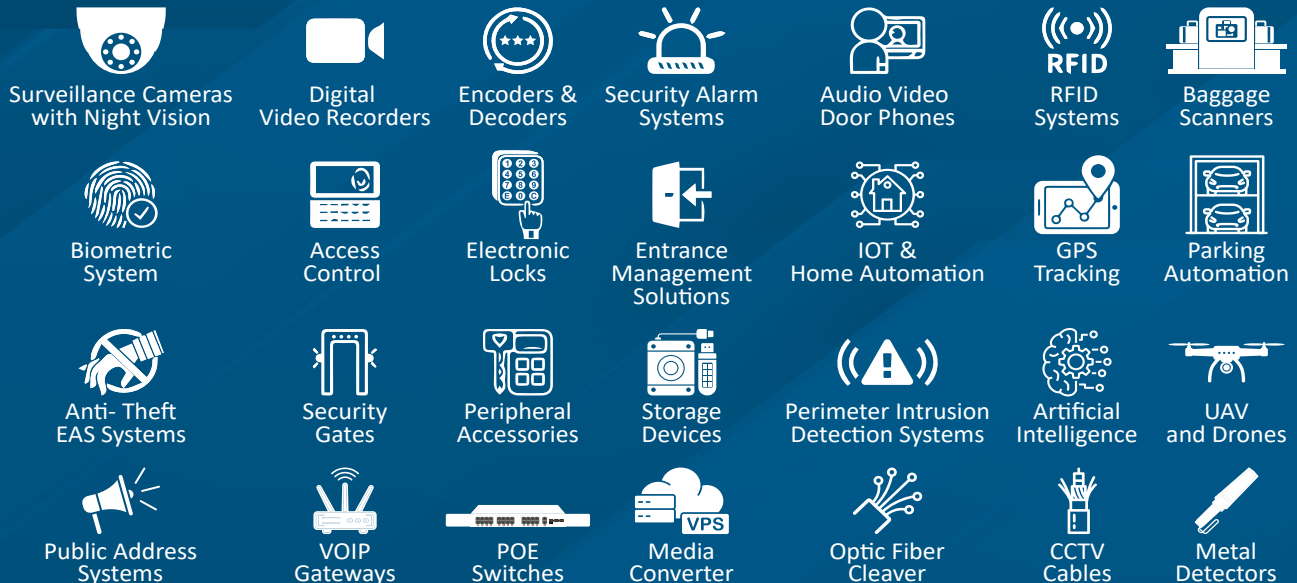 RFID
Surveillance Cameras
with Night Vision
Digital
Video Recorders
Encoders &
Decoders
Security Alarm
Systems
Audio Video
Door Phones
RFID
Systems
Baggage
Scanners
1 2 3
4 5 6
7 8 9
E 0 C
Biometric
System
Access
Control
Electronic
Locks
Entrance
Management
Solutions
IOT &
Home Automation
GPS
Tracking
Parking
Automation
Anti- Theft
EAS Systems
Security
Gates
Peripheral
Accessories
Storage
Devices
Perimeter Intrusion
Detection Systems
Artificial
Intelligence
UAV
and Drones
VPS
Public Address
Systems
VOIP
Gateways
POE
Switches
Media
Converter
Optic Fiber
Cleaver
CCTV
Cables
Metal
Detectors